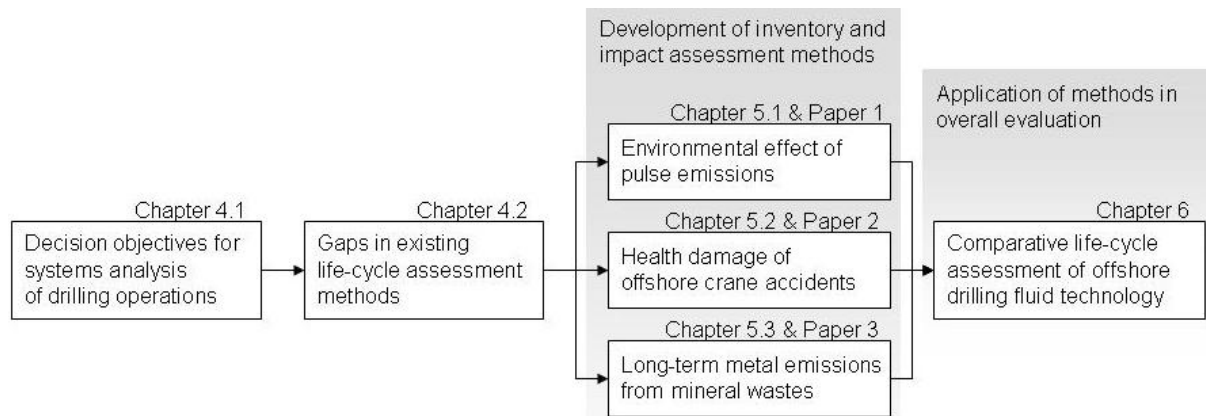 Development of inventory and
impact assessment methods
Application of methods in
overall evaluation
Chapter 4.1
Decision objectives for
systems analysis
of drilling operations
Chapter 4.2
Gaps in existing
life-cycle assessment
methods
Chapter 5.1 & Paper 1
Environmental effect of
pulse emissions
Chapter 5.2 & Paper 2
Health damage of
offshore crane accidents
Chapter 5.3 & Paper 3
Long-term metal emissions
from mineral wastes
Chapter 6
Comparative life-cycle
assessment of offshore
drilling fluid technology